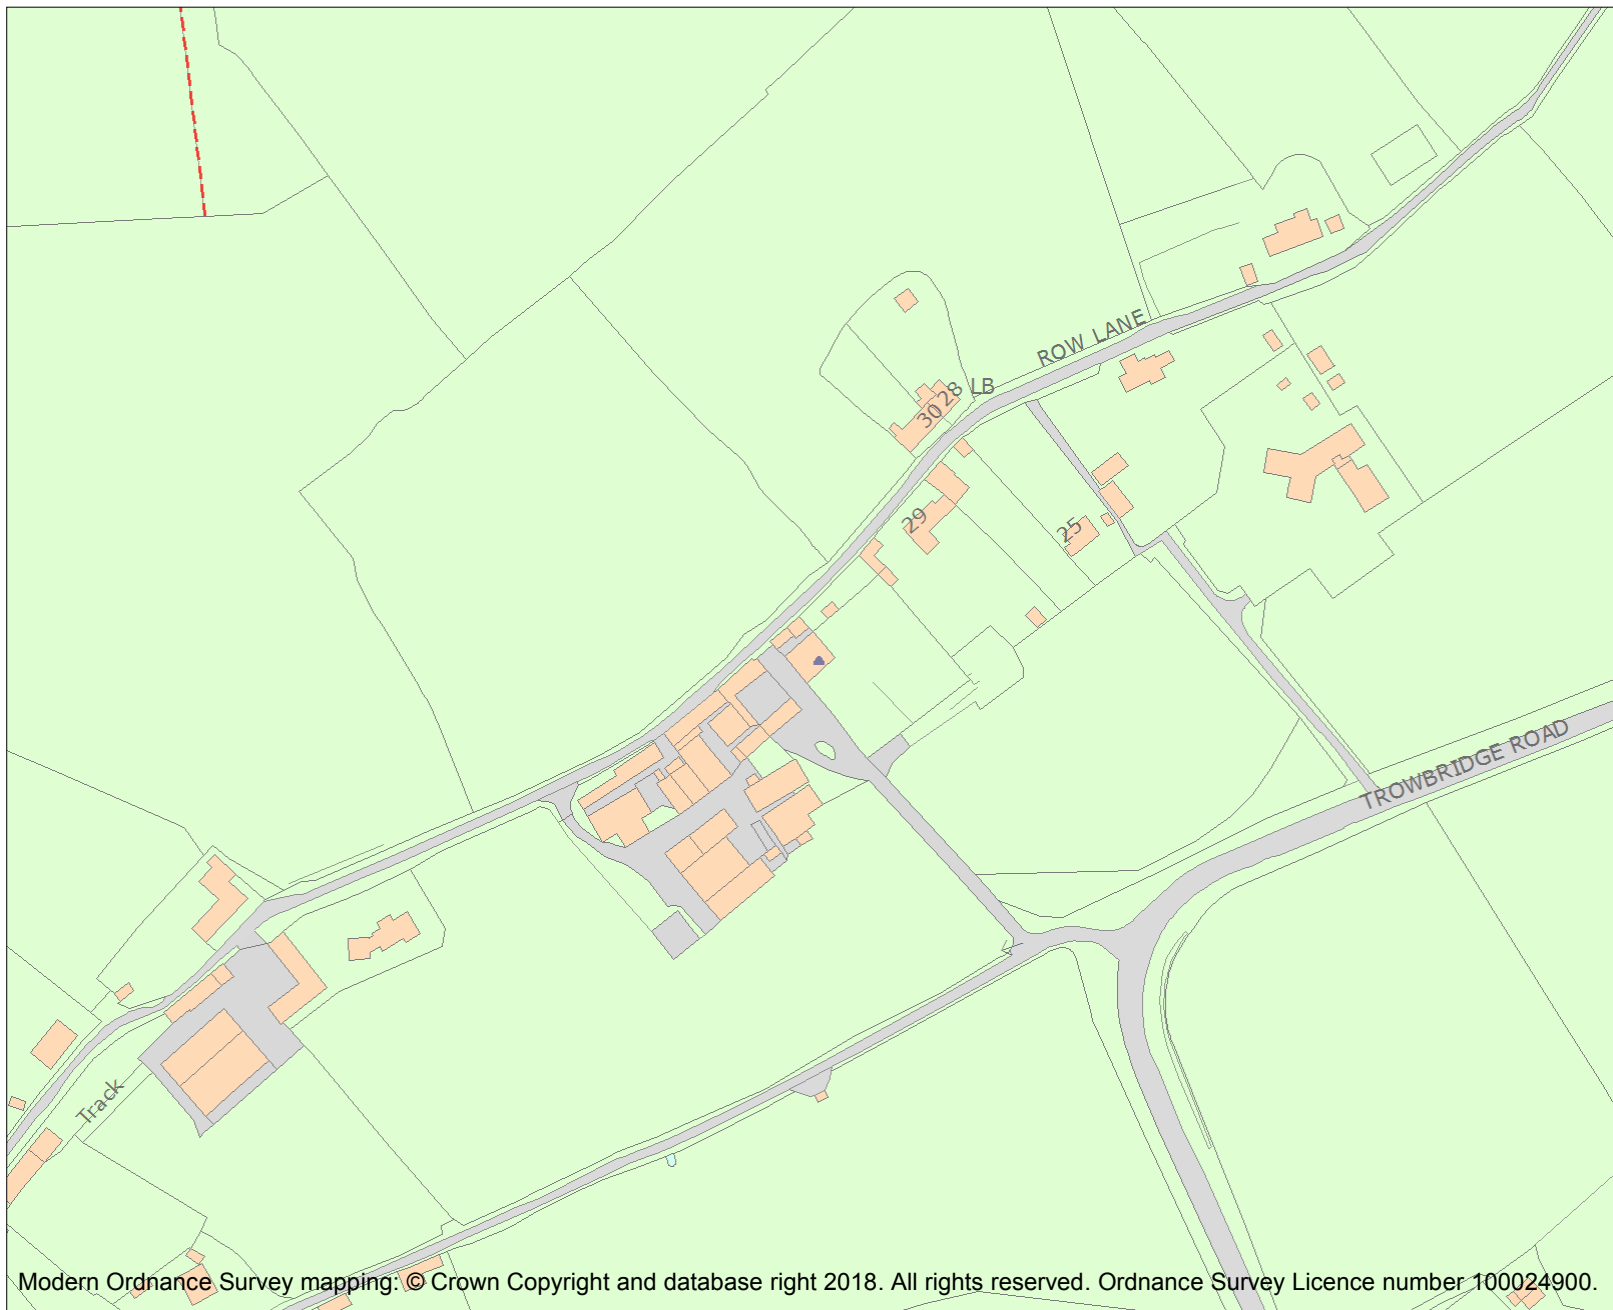 ROW LANE
LB
28
30
29
25
TROWBRIDGE ROAD
Track
Modern Ordnance Survey mapping: © Crown Copyright and database right 2018. All rights reserved. Ordnance Survey Licence number 100024900.